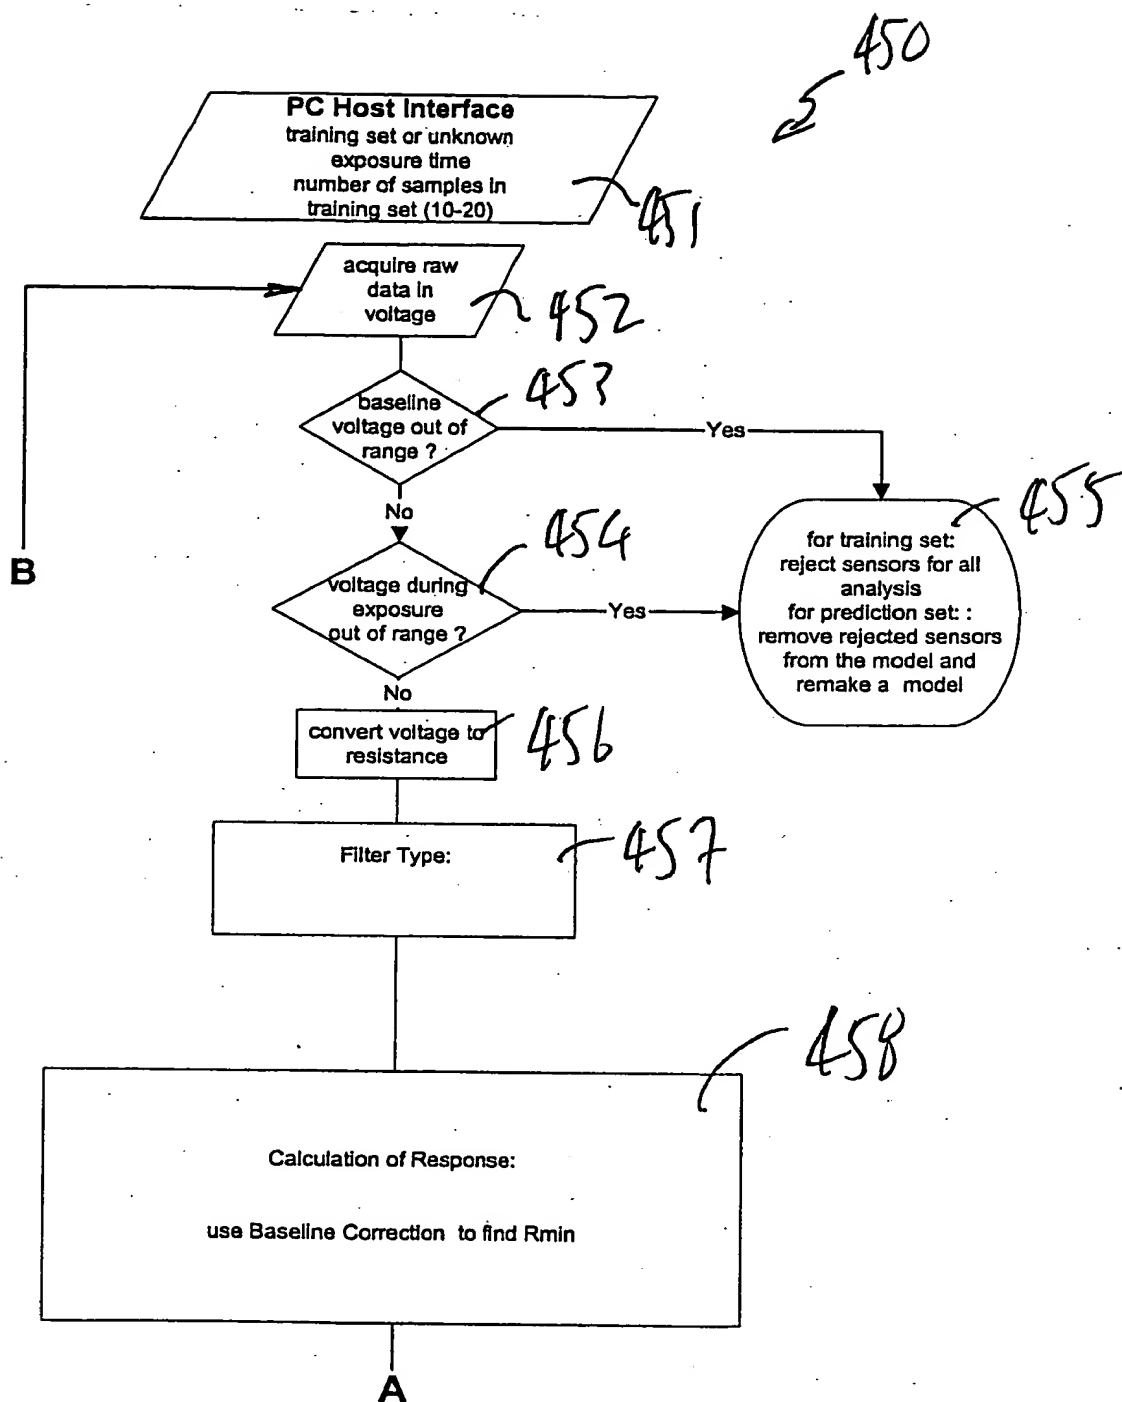 450
PC Host Interface
training set or unknown
exposure time
number of samples in
training set (10-20)
451
acquire raw
data in
voltage
452
453
baseline
voltage out of
range ?
Yes
No
454
455
B
voltage during
exposure
out of range ?
Yes
for training set:
reject sensors for all
analysis
for prediction set: :
remove rejected sensors
from the model and
remake a model
No
convert voltage to
resistance
456
Filter Type:
457
458
Calculation of Response:
use Baseline Correction to find Rmin
A